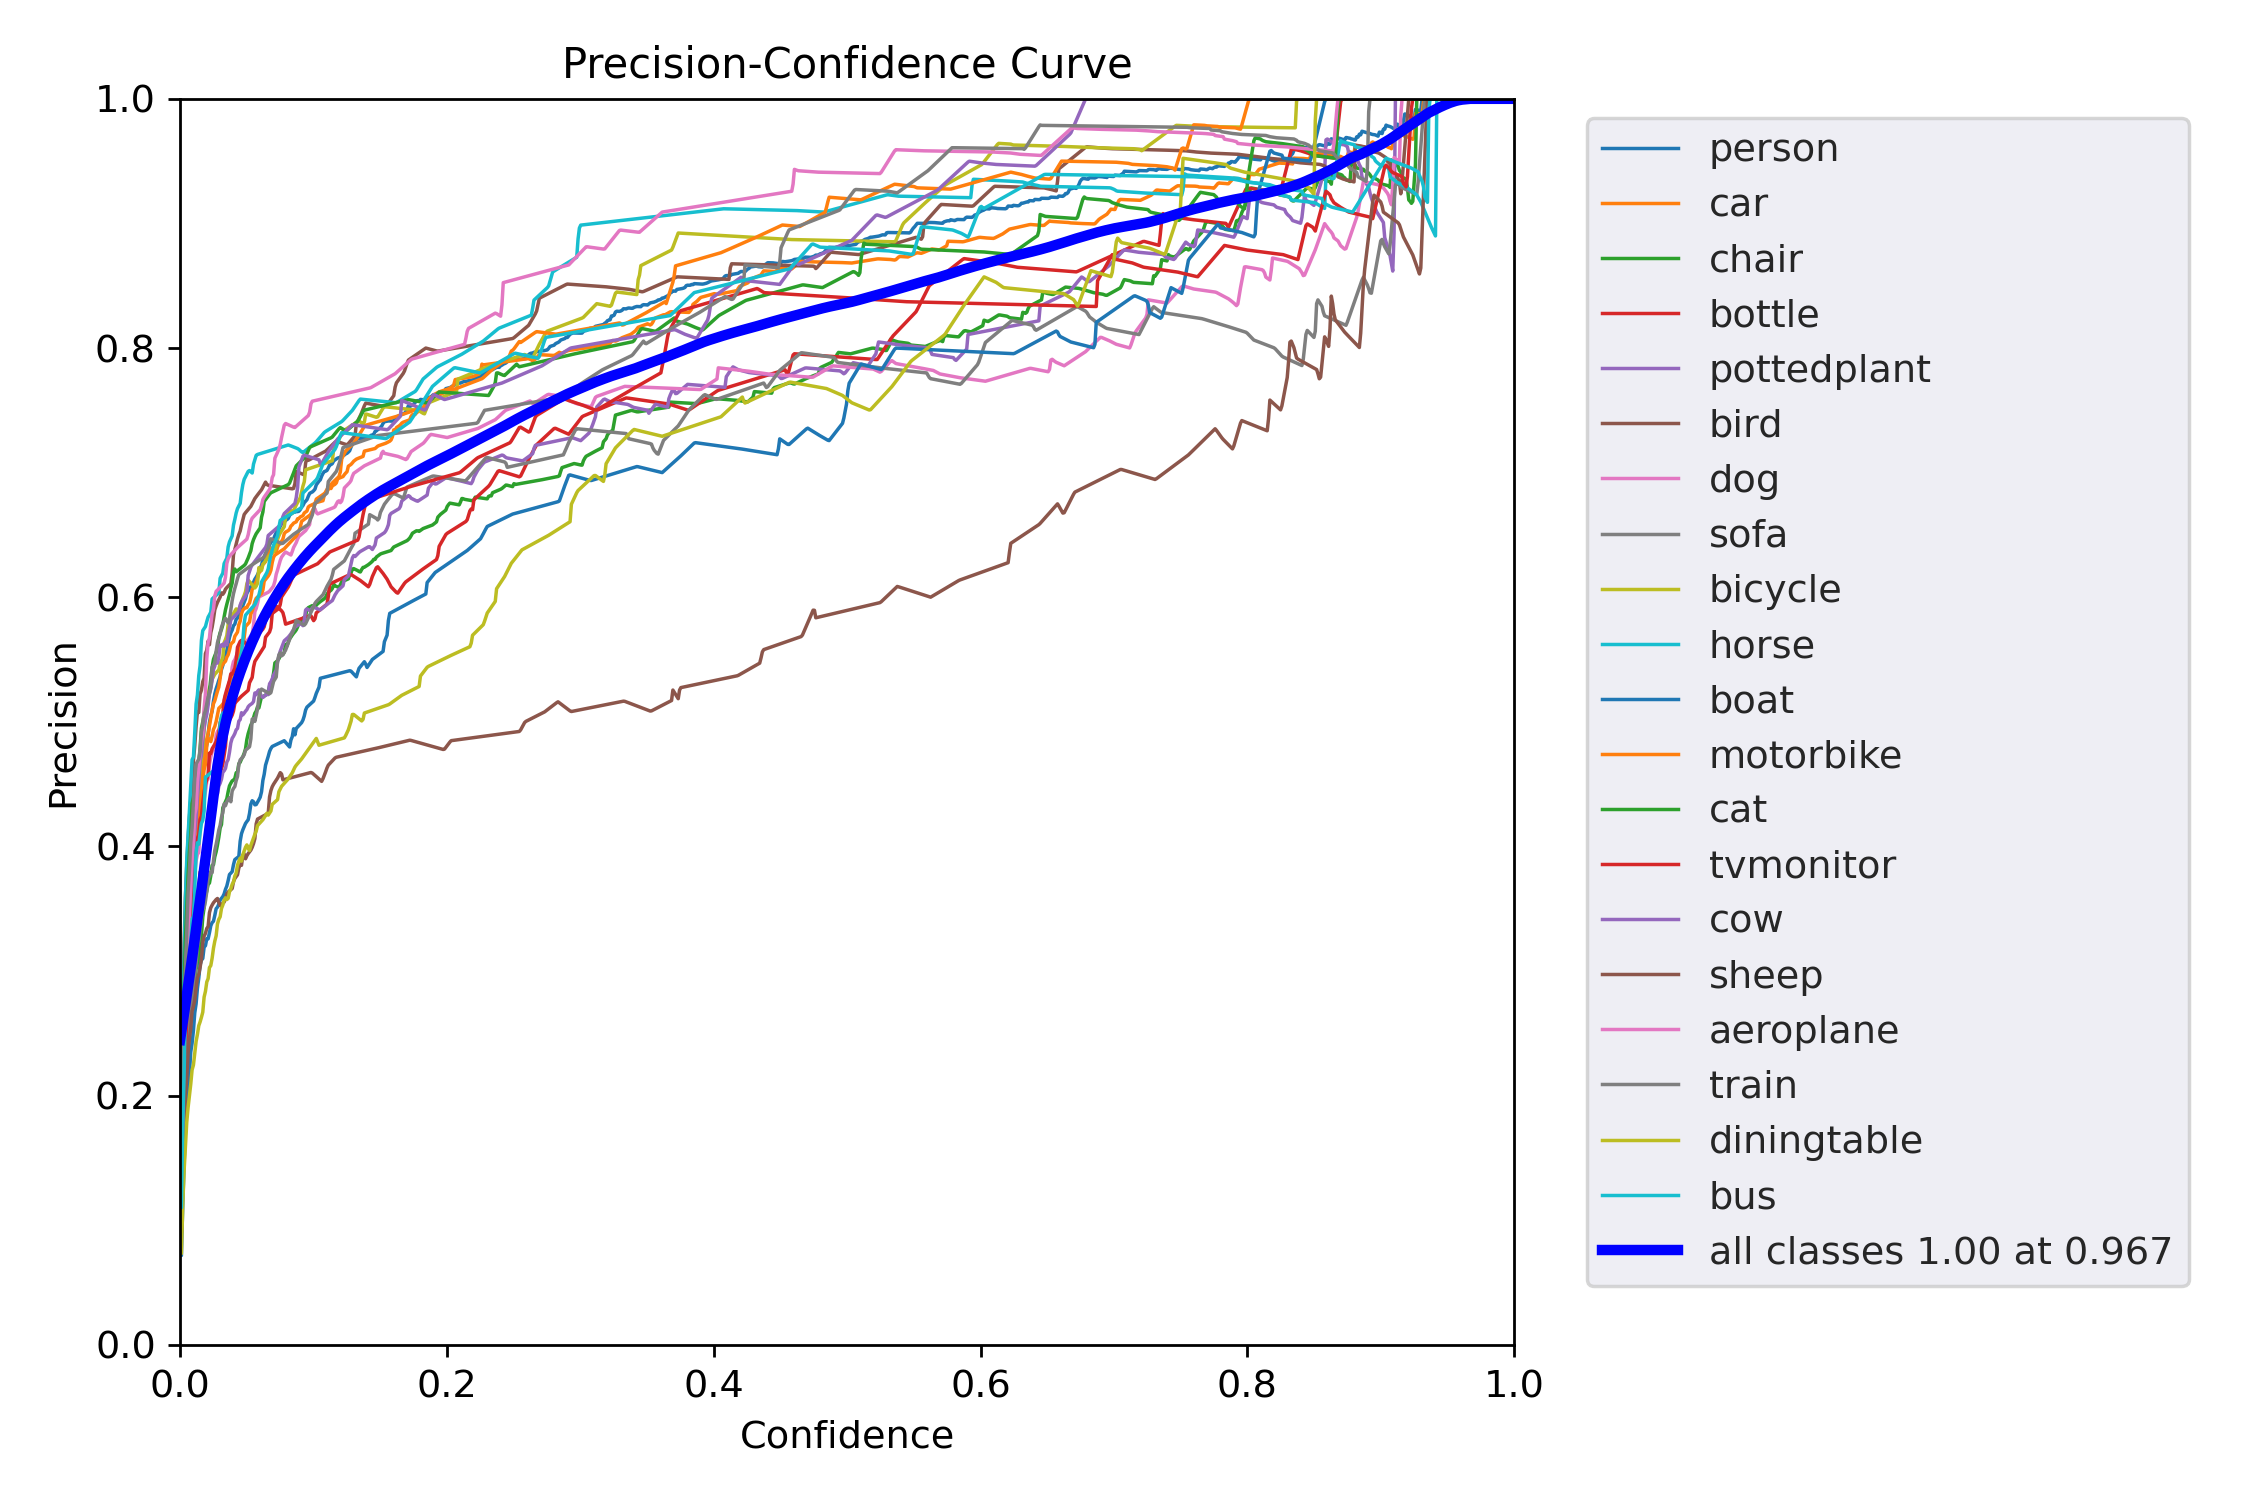 Precision-Confidence Curve
1.0
0.8
0.6
0.4
0.2
0.0
Precision
0.0 0.2 0.4 0.6 0.8 1.0
Confidence
person
car
chair
bottle
pottedplant
bird
dog
sofa
bicycle
horse
boat
motorbike
cat
tvmonitor
cow
sheep
aeroplane
train
diningtable
bus
all classes 1.00 at 0.967